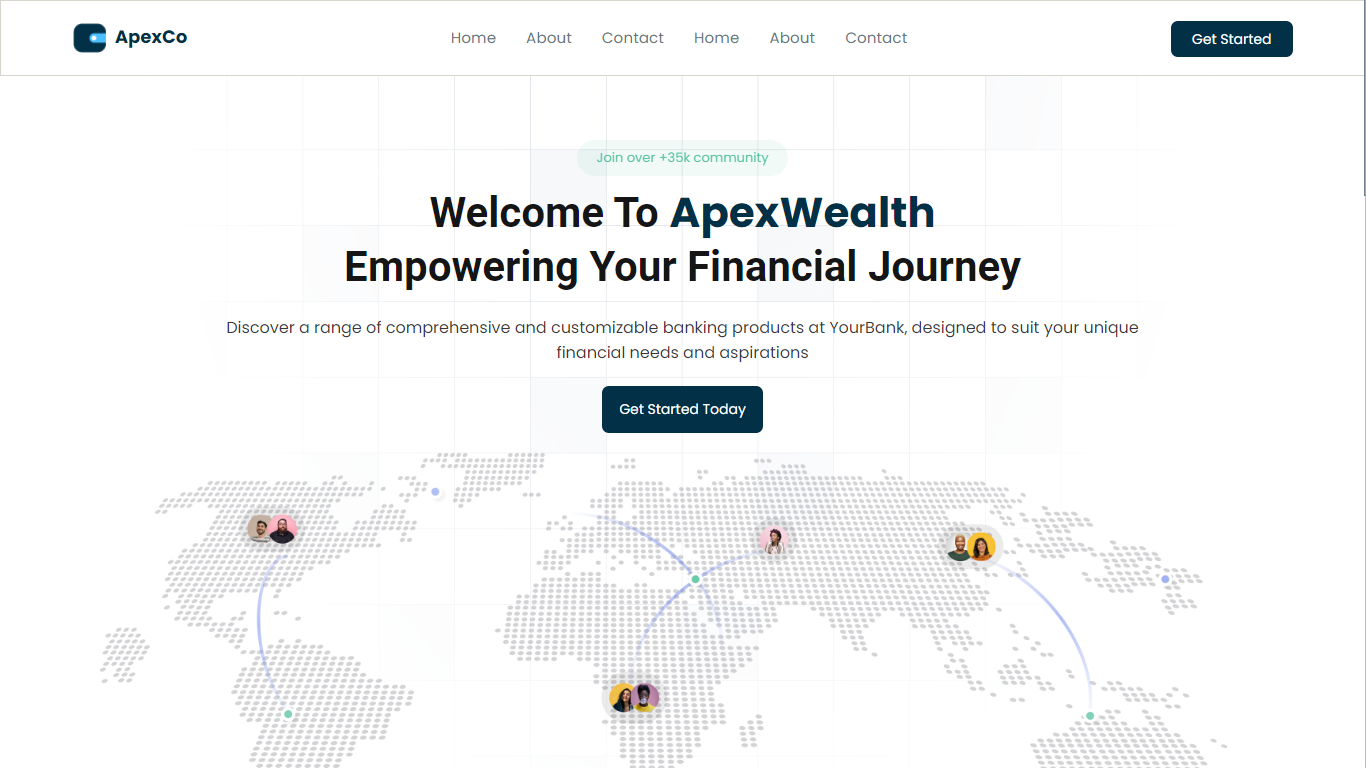 ApexCo
Home About Contact Home About Contact
Get Started
Join over +35k community
Welcome To ApexWealth
Empowering Your Financial Journey
Discover a range of comprehensive and customizable banking products at YourBank, designed to suit your unique
financial needs and aspirations
Get Started Today